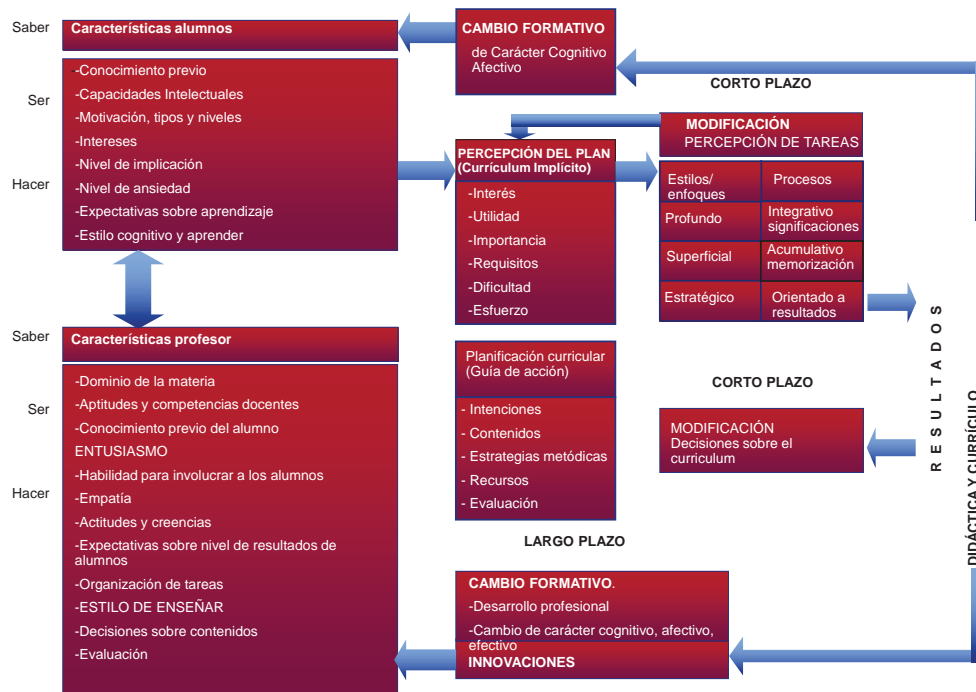 Saber
Características alumnos
Ser
Hacer
-Conocimiento previo
-Capacidades Intelectuales
-Motivación, tipos y niveles
-Intereses
-Nivel de implicación
-Nivel de ansiedad
-Expectativas sobre aprendizaje
-Estilo cognitivo y aprender
CAMBIO FORMATIVO
de Carácter Cognitivo
Afectivo
CORTO PLAZO
MODIFICACIÓN
PERCEPCIÓN DE TAREAS
PERCEPCIÓN DEL PLAN
(Currículum Implícito)
-Interés
-Utilidad
-Importancia
-Requisitos
-Dificultad
-Esfuerzo
Estilos/
enfoques
Procesos
Profundo
Integrativo
significaciones
Superficial
Acumulativo
memorización
Estratégico
Orientado a
resultados
RESULTADOS
DIDÁCTICA Y CURRÍCULO
Saber
Características profesor
Ser
Hacer
-Dominio de la materia
-Aptitudes y competencias docentes
-Conocimiento previo del alumno
ENTUSIASMO
-Habilidad para involucrar a los alumnos
-Empatía
-Actitudes y creencias
-Expectativas sobre nivel de resultados de
alumnos
-Organización de tareas
-ESTILO DE ENSEÑAR
-Decisiones sobre contenidos
-Evaluación
Planificación curricular
(Guía de acción)
- Intenciones
- Contenidos
- Estrategias metódicas
- Recursos
- Evaluación
CORTO PLAZO
MODIFICACIÓN
Decisiones sobre el
curriculum
LARGO PLAZO
CAMBIO FORMATIVO.
-Desarrollo profesional
-Cambio de carácter cognitivo, afectivo,
efectivo
INNOVACIONES